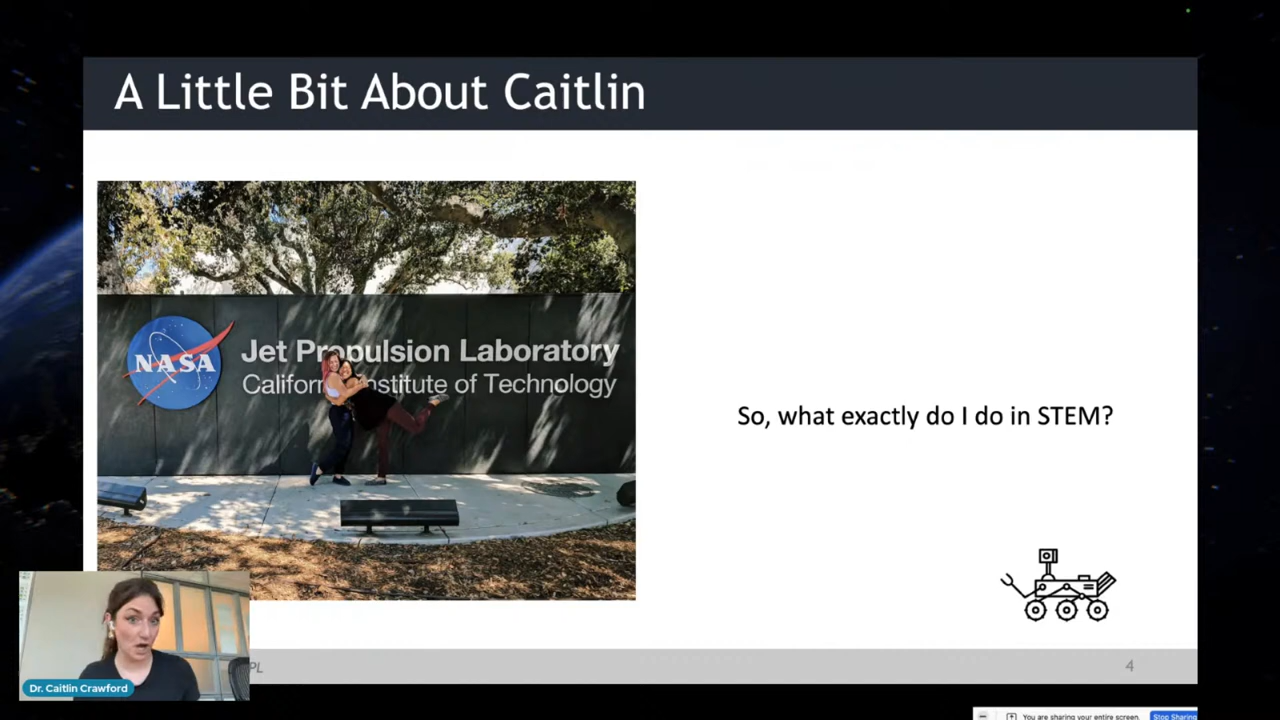 A Little Bit About Caitlin
NASA
Jet Propulsion Laboratory
California Institute of Technology
So, what exactly do I do in STEM?
PL
4
Dr. Caitlin Crawford
You are sharing your entire screen.
Stop Sharing